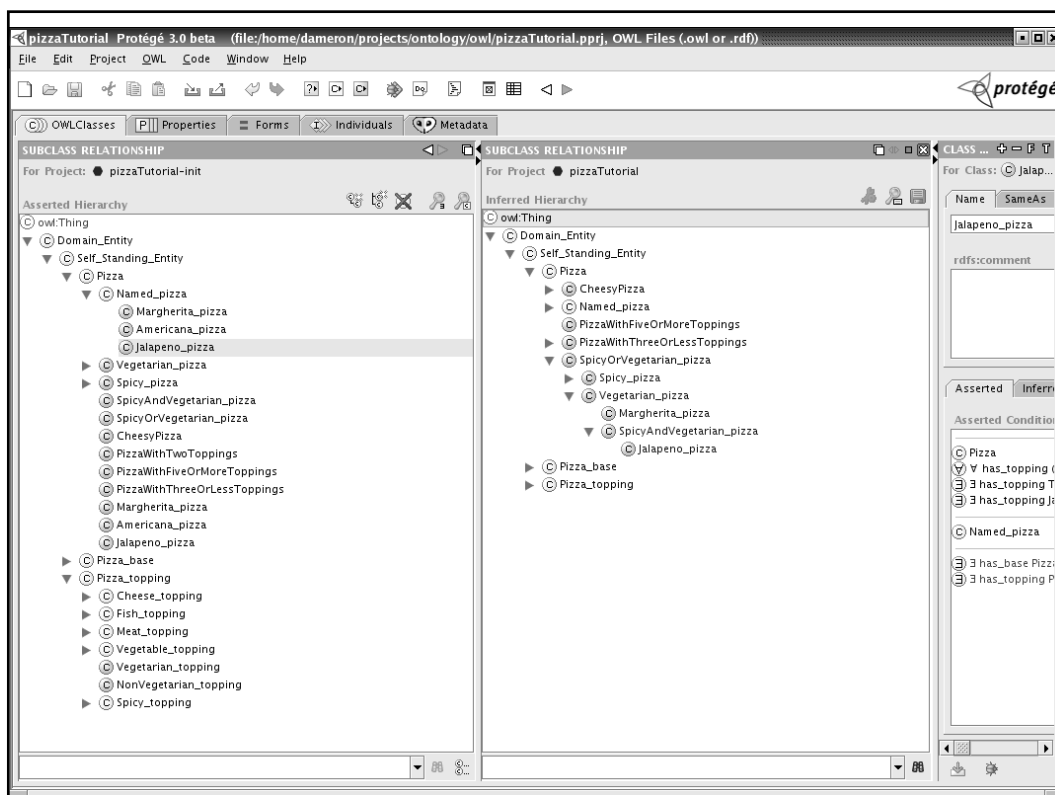 pizzaTutorial Protégé 3.0 beta (file:/home/dameron/projects/ontology/owl/pizzaTutorial.pprj, OWL Files (.owl or .rdf))
File Edit Project OWL Code Window Help
protégé
OWLClasses Properties Forms Individuals Metadata
SUBCLASS RELATIONSHIP
For Project: pizzaTutorial-init
Asserted Hierarchy
C owl:Thing
C Domain_Entity
C Self_Standing_Entity
C Pizza
C Named_pizza
C Margherita_pizza
C Americana_pizza
C Jalapeno_pizza
C Vegetarian_pizza
C Spicy_pizza
C SpicyAndVegetarian_pizza
C SpicyOrVegetarian_pizza
C CheesyPizza
C PizzaWithTwoToppings
C PizzaWithFiveOrMoreToppings
C PizzaWithThreeOrLessToppings
C Margherita_pizza
C Americana_pizza
C Jalapeno_pizza
C Pizza_base
C Pizza_topping
C Cheese_topping
C Fish_topping
C Meat_topping
C Vegetable_topping
C Vegetarian_topping
C NonVegetarian_topping
C Spicy_topping
SUBCLASS RELATIONSHIP
For Project pizzaTutorial
Inferred Hierarchy
C owl:Thing
C Domain_Entity
C Self_Standing_Entity
C Pizza
C CheesyPizza
C Named_pizza
C PizzaWithFiveOrMoreToppings
C PizzaWithThreeOrLessToppings
C SpicyOrVegetarian_pizza
C Spicy_pizza
C Vegetarian_pizza
C Margherita_pizza
C SpicyAndVegetarian_pizza
C Jalapeno_pizza
C Pizza_base
C Pizza_topping
CLASS ...
For Class: C Jalap...
Name SameAs
Jalapeno_pizza
rdfs:comment
Asserted Inferre
Asserted Condition
C Pizza
∀ ∀ has_topping (
∃ ∃ has_topping T
∃ ∃ has_topping Ja
C Named_pizza
∃ ∃ has_base Pizza
∃ ∃ has_topping P